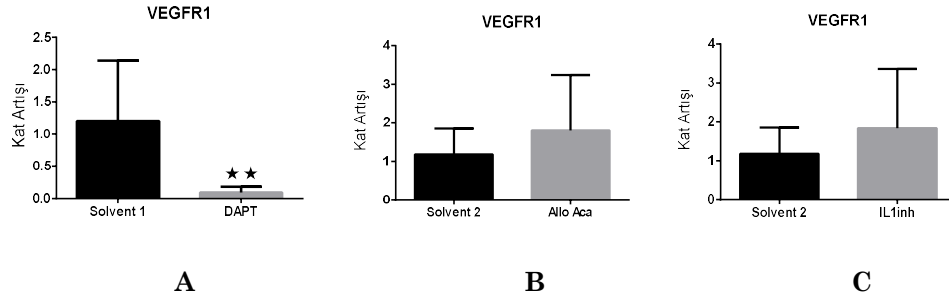 VEGFR1
Kat Artışı
2.5
2.0
1.5
1.0
0.5
0.0
★ ★
Solvent 1 DAPT
A
VEGFR1
Kat Artışı
4
3
2
1
0
Solvent 2 Allo Aca
B
VEGFR1
Kat Artışı
4
3
2
1
0
Solvent 2 IL1inh
C